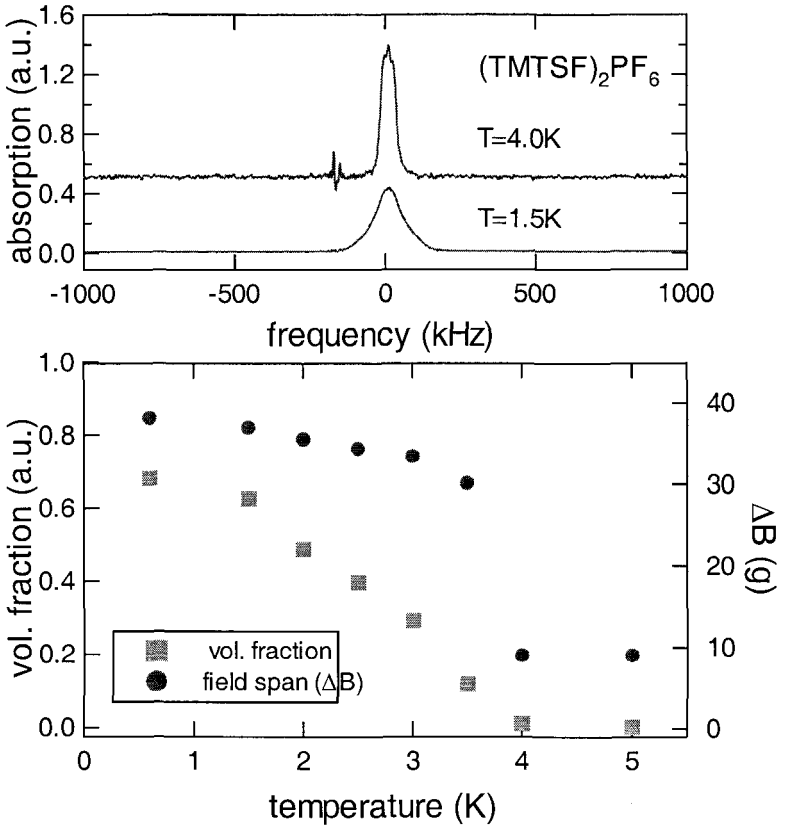 1.6
1.2
0.8
0.4
0.0
absorption (a.u.)
(TMTSF)2PF6
T=4.0K
T=1.5K
-1000 -500 0 500 1000
frequency (kHz)
1.0
0.8
0.6
0.4
0.2
0.0
vol. fraction (a.u.)
vol. fraction
field span (ΔB)
40
30
20
10
0
ΔB (g)
0 1 2 3 4 5
temperature (K)